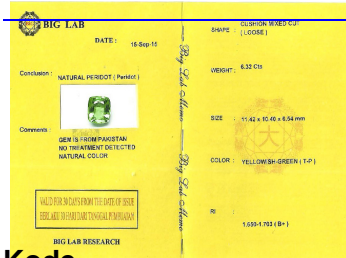 BIG LAB
DATE : 15-Sep-15
Conclusion : NATURAL PERIDOT ( Peridot )
Comments :
GEM IS FROM PAKISTAN
NO TREATMENT DETECTED
NATURAL COLOR
VALID FOR 30 DAYS FROM THE DATE OF ISSUE
BERLAKU 30 HARI DARI TANGGAL PEMBUATAN
BIG LAB RESEARCH
Big Lab Memo
Big Lab Memo
SHAPE : CUSHION MIXED CUT
( LOOSE )
WEIGHT : 6.32 Cts
SIZE : 11.42 x 10.40 x 6.54 mm
大
COLOR : YELLOWISH-GREEN ( T-P )
RI :
1.650-1.703 ( B+ )